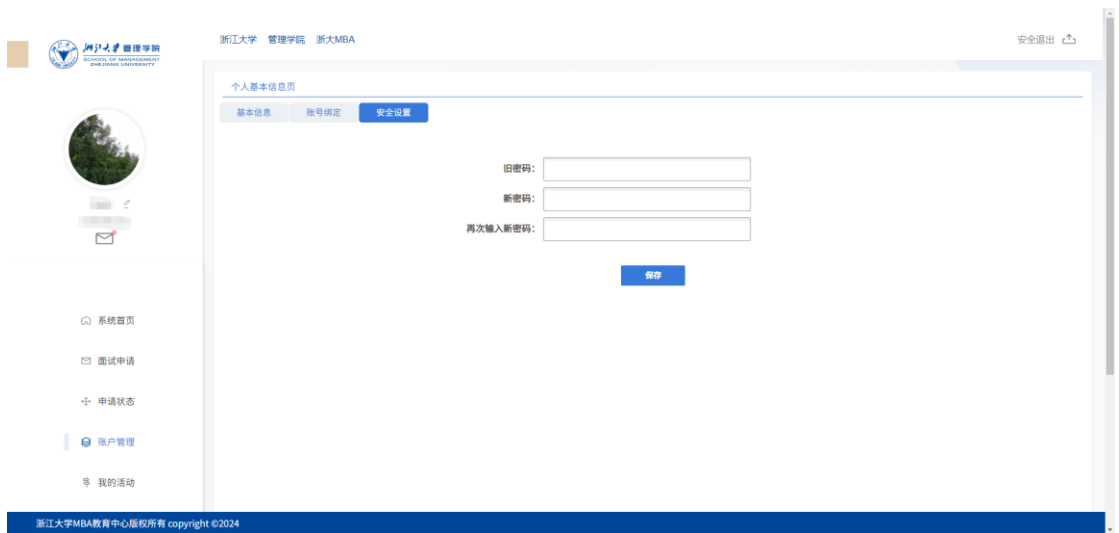 浙江大学 管理学院
SCHOOL OF MANAGEMENT
ZHEJIANG UNIVERSITY
浙江大学 管理学院 浙大MBA
安全退出
个人基本信息页
基本信息 账号绑定 安全设置
旧密码：
新密码：
再次输入新密码：
保存
系统首页
面试申请
申请状态
账户管理
我的活动
浙江大学MBA教育中心版权所有 copyright ©2024